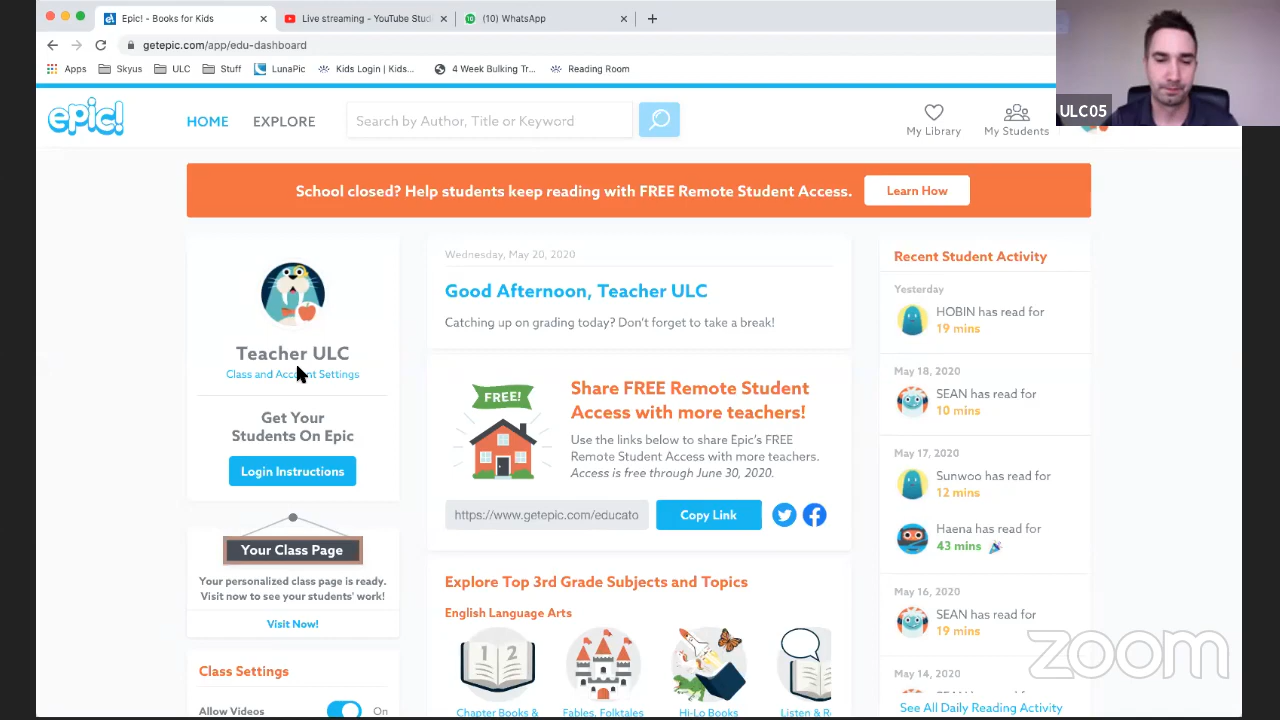 Epic! - Books for Kids
Live streaming - YouTube Stud
(10) WhatsApp
getepic.com/app/edu-dashboard
Apps
Skyus
ULC
Stuff
LunaPic
Kids Login | Kids...
4 Week Bulking Tr...
Reading Room
ULC05
epic!
HOME
EXPLORE
Search by Author, Title or Keyword
My Library
My Students
School closed? Help students keep reading with FREE Remote Student Access.
Learn How
Teacher ULC
Class and Account Settings
Get Your
Students On Epic
Login Instructions
Your Class Page
Your personalized class page is ready.
Visit now to see your students' work!
Visit Now!
Class Settings
Allow Videos
On
Wednesday, May 20, 2020
Good Afternoon, Teacher ULC
Catching up on grading today? Don't forget to take a break!
FREE!
Share FREE Remote Student
Access with more teachers!
Use the links below to share Epic's FREE
Remote Student Access with more teachers.
Access is free through June 30, 2020.
https://www.getepic.com/educato
Copy Link
Explore Top 3rd Grade Subjects and Topics
English Language Arts
1 2
Chapter Books &
Fables, Folktales
Hi-Lo Books
Listen & R
Recent Student Activity
Yesterday
HOBIN has read for
19 mins
May 18, 2020
SEAN has read for
10 mins
May 17, 2020
Sunwoo has read for
12 mins
Haena has read for
43 mins
May 16, 2020
SEAN has read for
19 mins
May 14, 2020
See All Daily Reading Activity
zoom